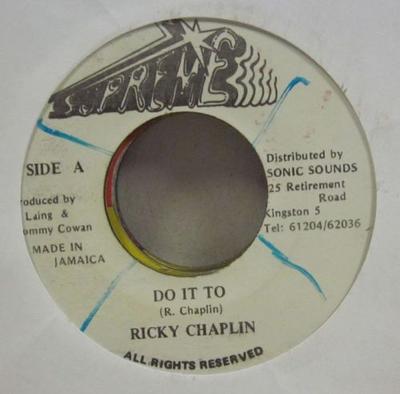 SUPREME
SIDE A
Distributed by
SONIC SOUNDS
25 Retirement
Road
Kingston 5
Tel: 61204/62036
roduced by
Laing &
ommy Cowan
MADE IN
JAMAICA
DO IT TO
(R. Chaplin)
RICKY CHAPLIN
ALL RIGHTS RESERVED